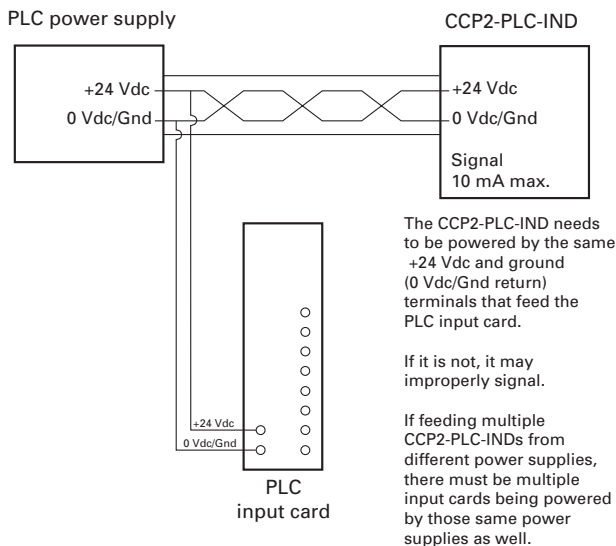 PLC power supply
CCP2-PLC-IND
+24 Vdc
0 Vdc/Gnd
+24 Vdc
0 Vdc/Gnd
Signal
10 mA max.
The CCP2-PLC-IND needs
to be powered by the same
+24 Vdc and ground
(0 Vdc/Gnd return)
terminals that feed the
PLC input card.
If it is not, it may
improperly signal.
If feeding multiple
CCP2-PLC-INDs from
different power supplies,
there must be multiple
input cards being powered
by those same power
supplies as well.
+24 Vdc
0 Vdc/Gnd
PLC
input card